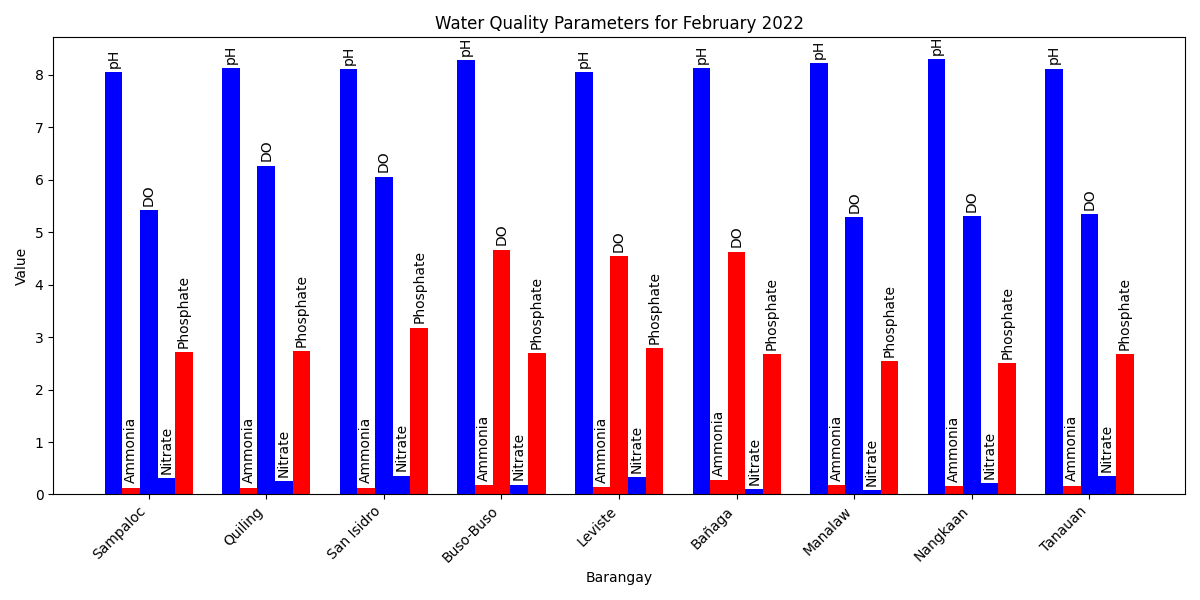 Water Quality Parameters for February 2022
Value
8
7
6
5
4
3
2
1
0
pH
Ammonia
DO
Nitrate
Phosphate
pH
Ammonia
DO
Nitrate
Phosphate
pH
Ammonia
DO
Nitrate
Phosphate
pH
Ammonia
DO
Nitrate
Phosphate
pH
Ammonia
DO
Nitrate
Phosphate
pH
Ammonia
DO
Nitrate
Phosphate
pH
Ammonia
DO
Nitrate
Phosphate
pH
Ammonia
DO
Nitrate
Phosphate
pH
Ammonia
DO
Nitrate
Phosphate
Sampaloc
Quiling
San Isidro
Buso-Buso
Leviste
Bañaga
Manalaw
Nangkaan
Tanauan
Barangay